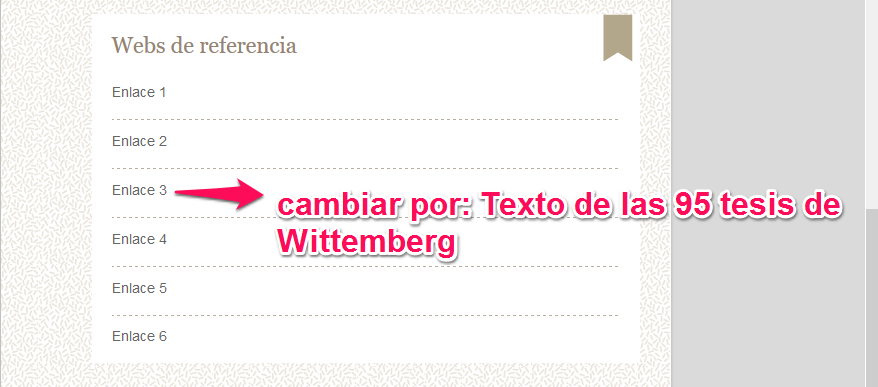 Webs de referencia
Enlace 1
Enlace 2
Enlace 3
cambiar por: Texto de las 95 tesis de
Wittemberg
Enlace 4
Enlace 5
Enlace 6